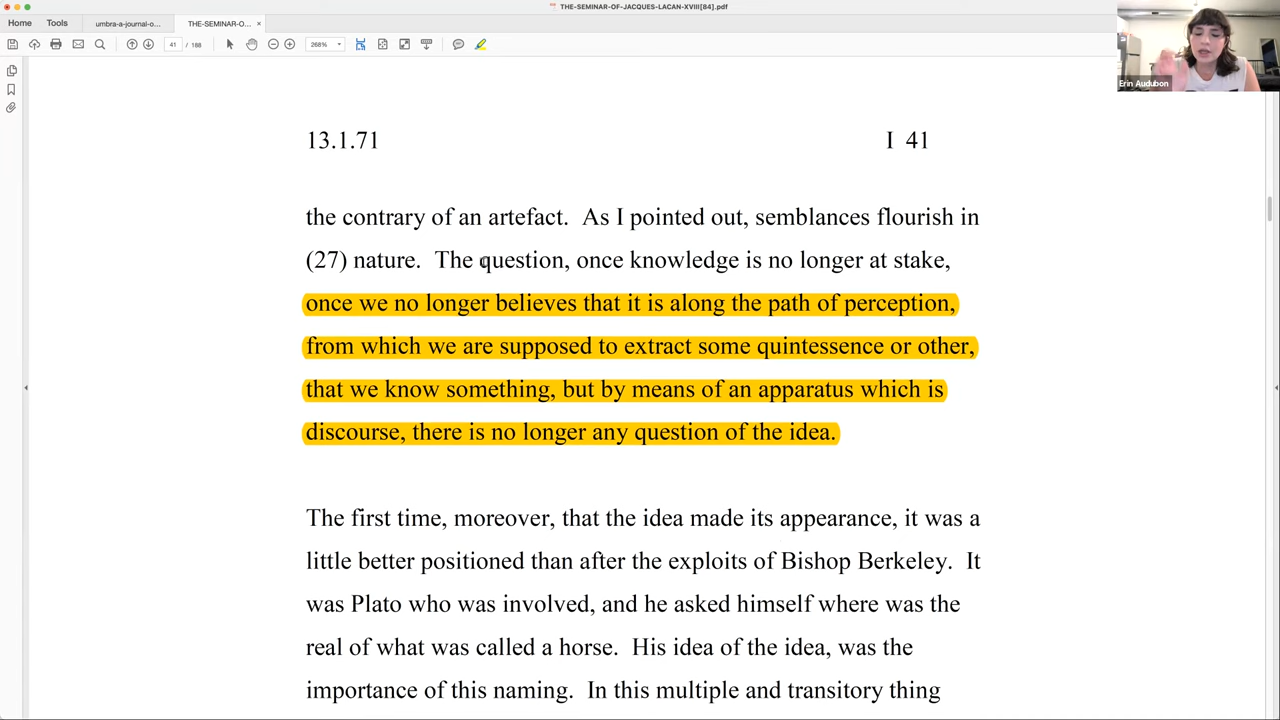 THE-SEMINAR-OF-JACQUES-LACAN-XVIII[84].pdf
Home Tools umbra-a-journal-o... THE-SEMINAR-O... ×
41 / 188 268%
Erin Audubon
13.1.71 I 41
the contrary of an artefact. As I pointed out, semblances flourish in
(27) nature. The question, once knowledge is no longer at stake,
once we no longer believes that it is along the path of perception,
from which we are supposed to extract some quintessence or other,
that we know something, but by means of an apparatus which is
discourse, there is no longer any question of the idea.
The first time, moreover, that the idea made its appearance, it was a
little better positioned than after the exploits of Bishop Berkeley. It
was Plato who was involved, and he asked himself where was the
real of what was called a horse. His idea of the idea, was the
importance of this naming. In this multiple and transitory thing